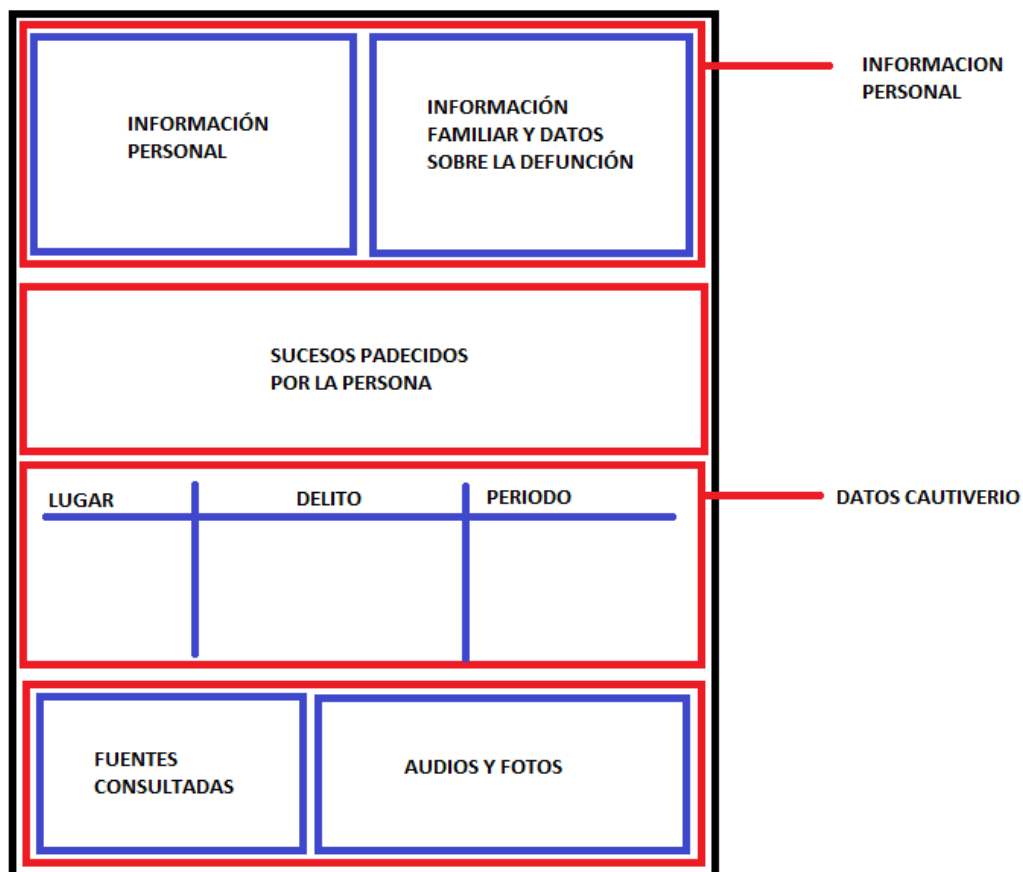 INFORMACIÓN
PERSONAL
INFORMACIÓN
FAMILIAR Y DATOS
SOBRE LA DEFUNCIÓN
INFORMACION
PERSONAL
SUCESOS PADECIDOS
POR LA PERSONA
LUGAR
DELITO
PERIODO
DATOS CAUTIVERIO
FUENTES
CONSULTADAS
AUDIOS Y FOTOS